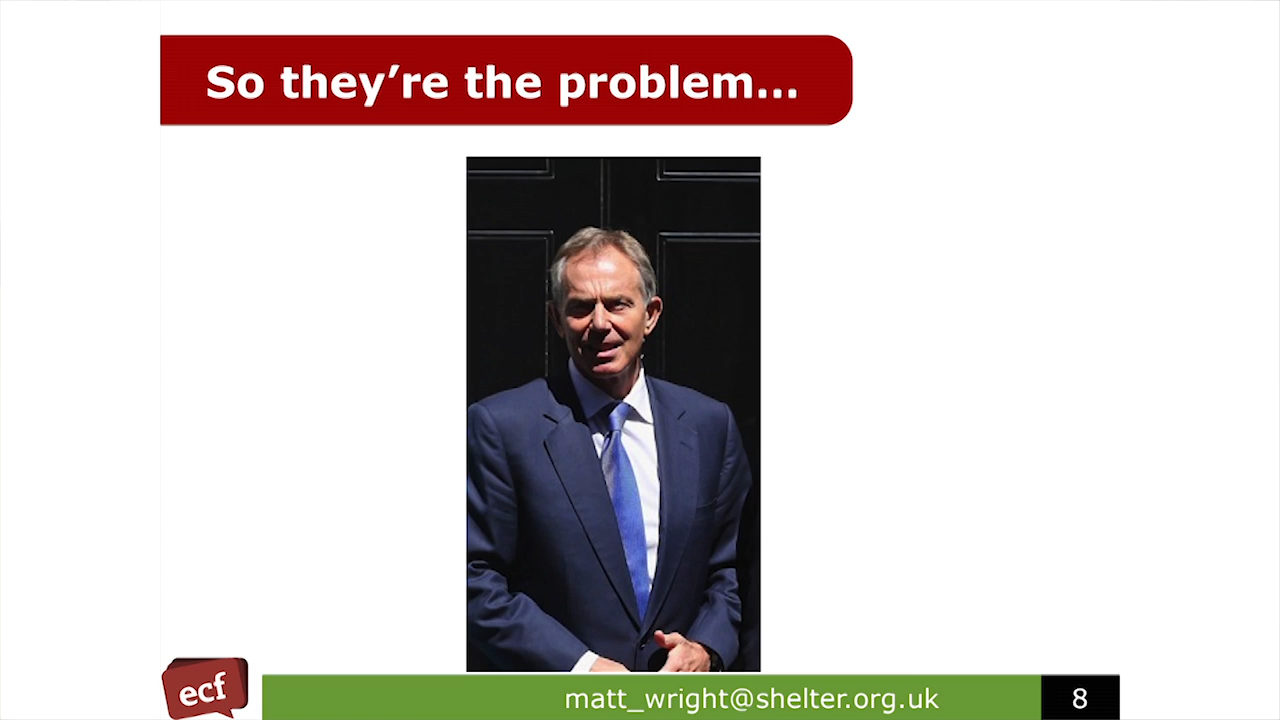 So they’re the problem...
ecf
matt_wright@shelter.org.uk
8